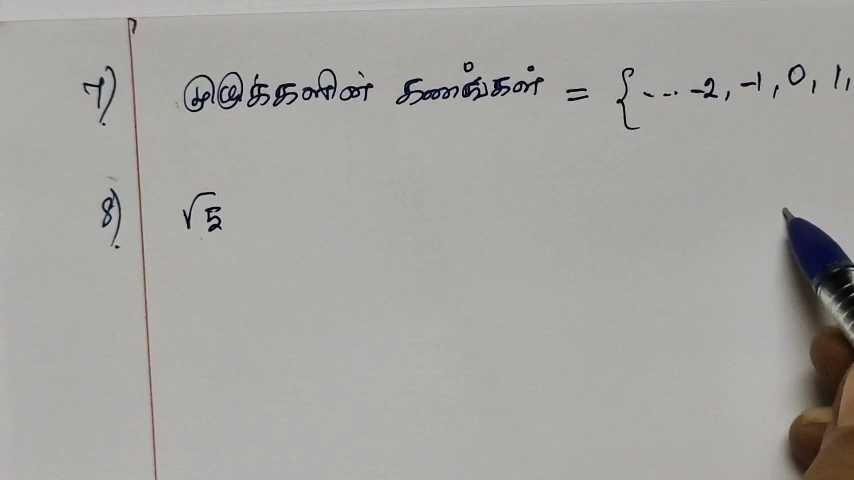 7) முழுக்களின் கணங்கள் = {... -2, -1, 0, 1,
8) √5